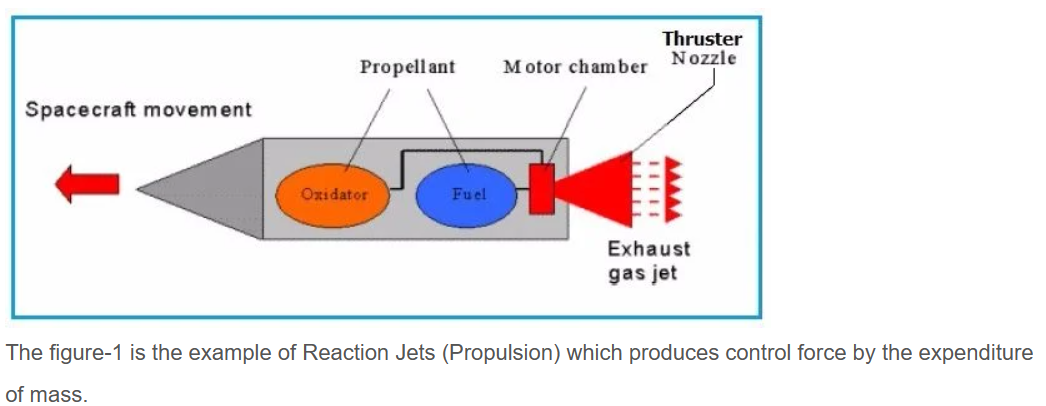 Thruster
Nozzle
Propellant
Motor chamber
Spacecraft movement
Oxidator
Fuel
Exhaust
gas jet
The figure-1 is the example of Reaction Jets (Propulsion) which produces control force by the expenditure
of mass.